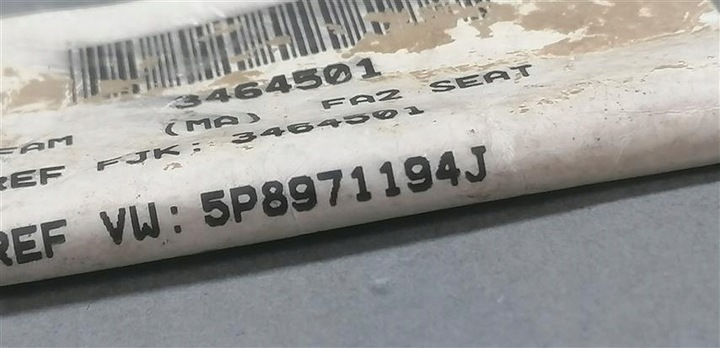 3464501
FAM (MA) FA2 SEAT
REF FJK: 3464501
REF VW: 5P8971194J